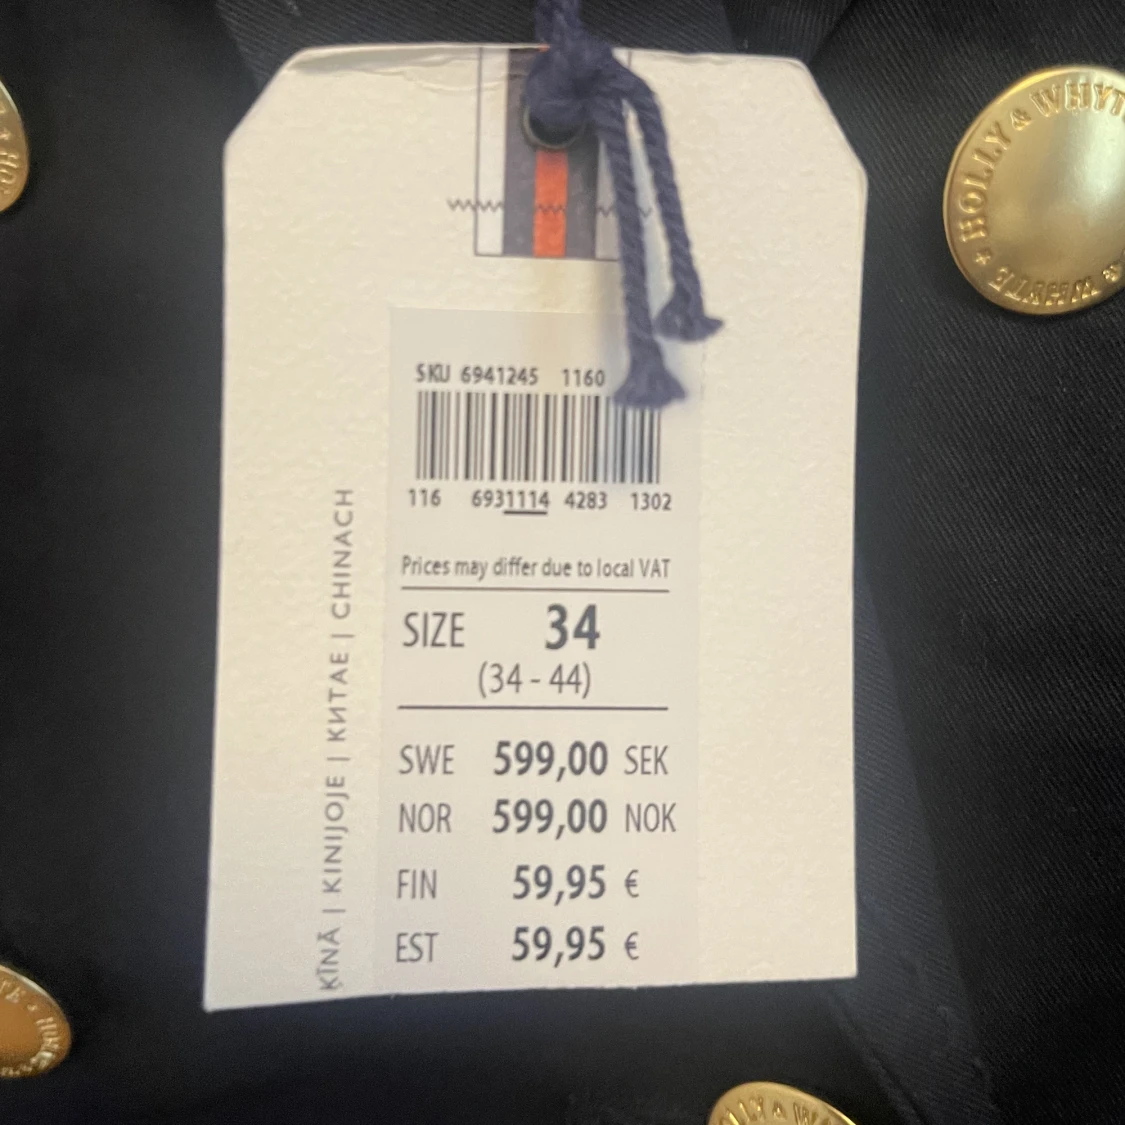 HOLLY & WHYTE
SKU 6941245 1160
116 6931114 4283 1302
Prices may differ due to local VAT
SIZE 34
(34 - 44)
SWE 599,00 SEK
NOR 599,00 NOK
FIN 59,95 €
EST 59,95 €
ĶĪNĀ | KINIJOJE | КИТАЕ | CHINACH